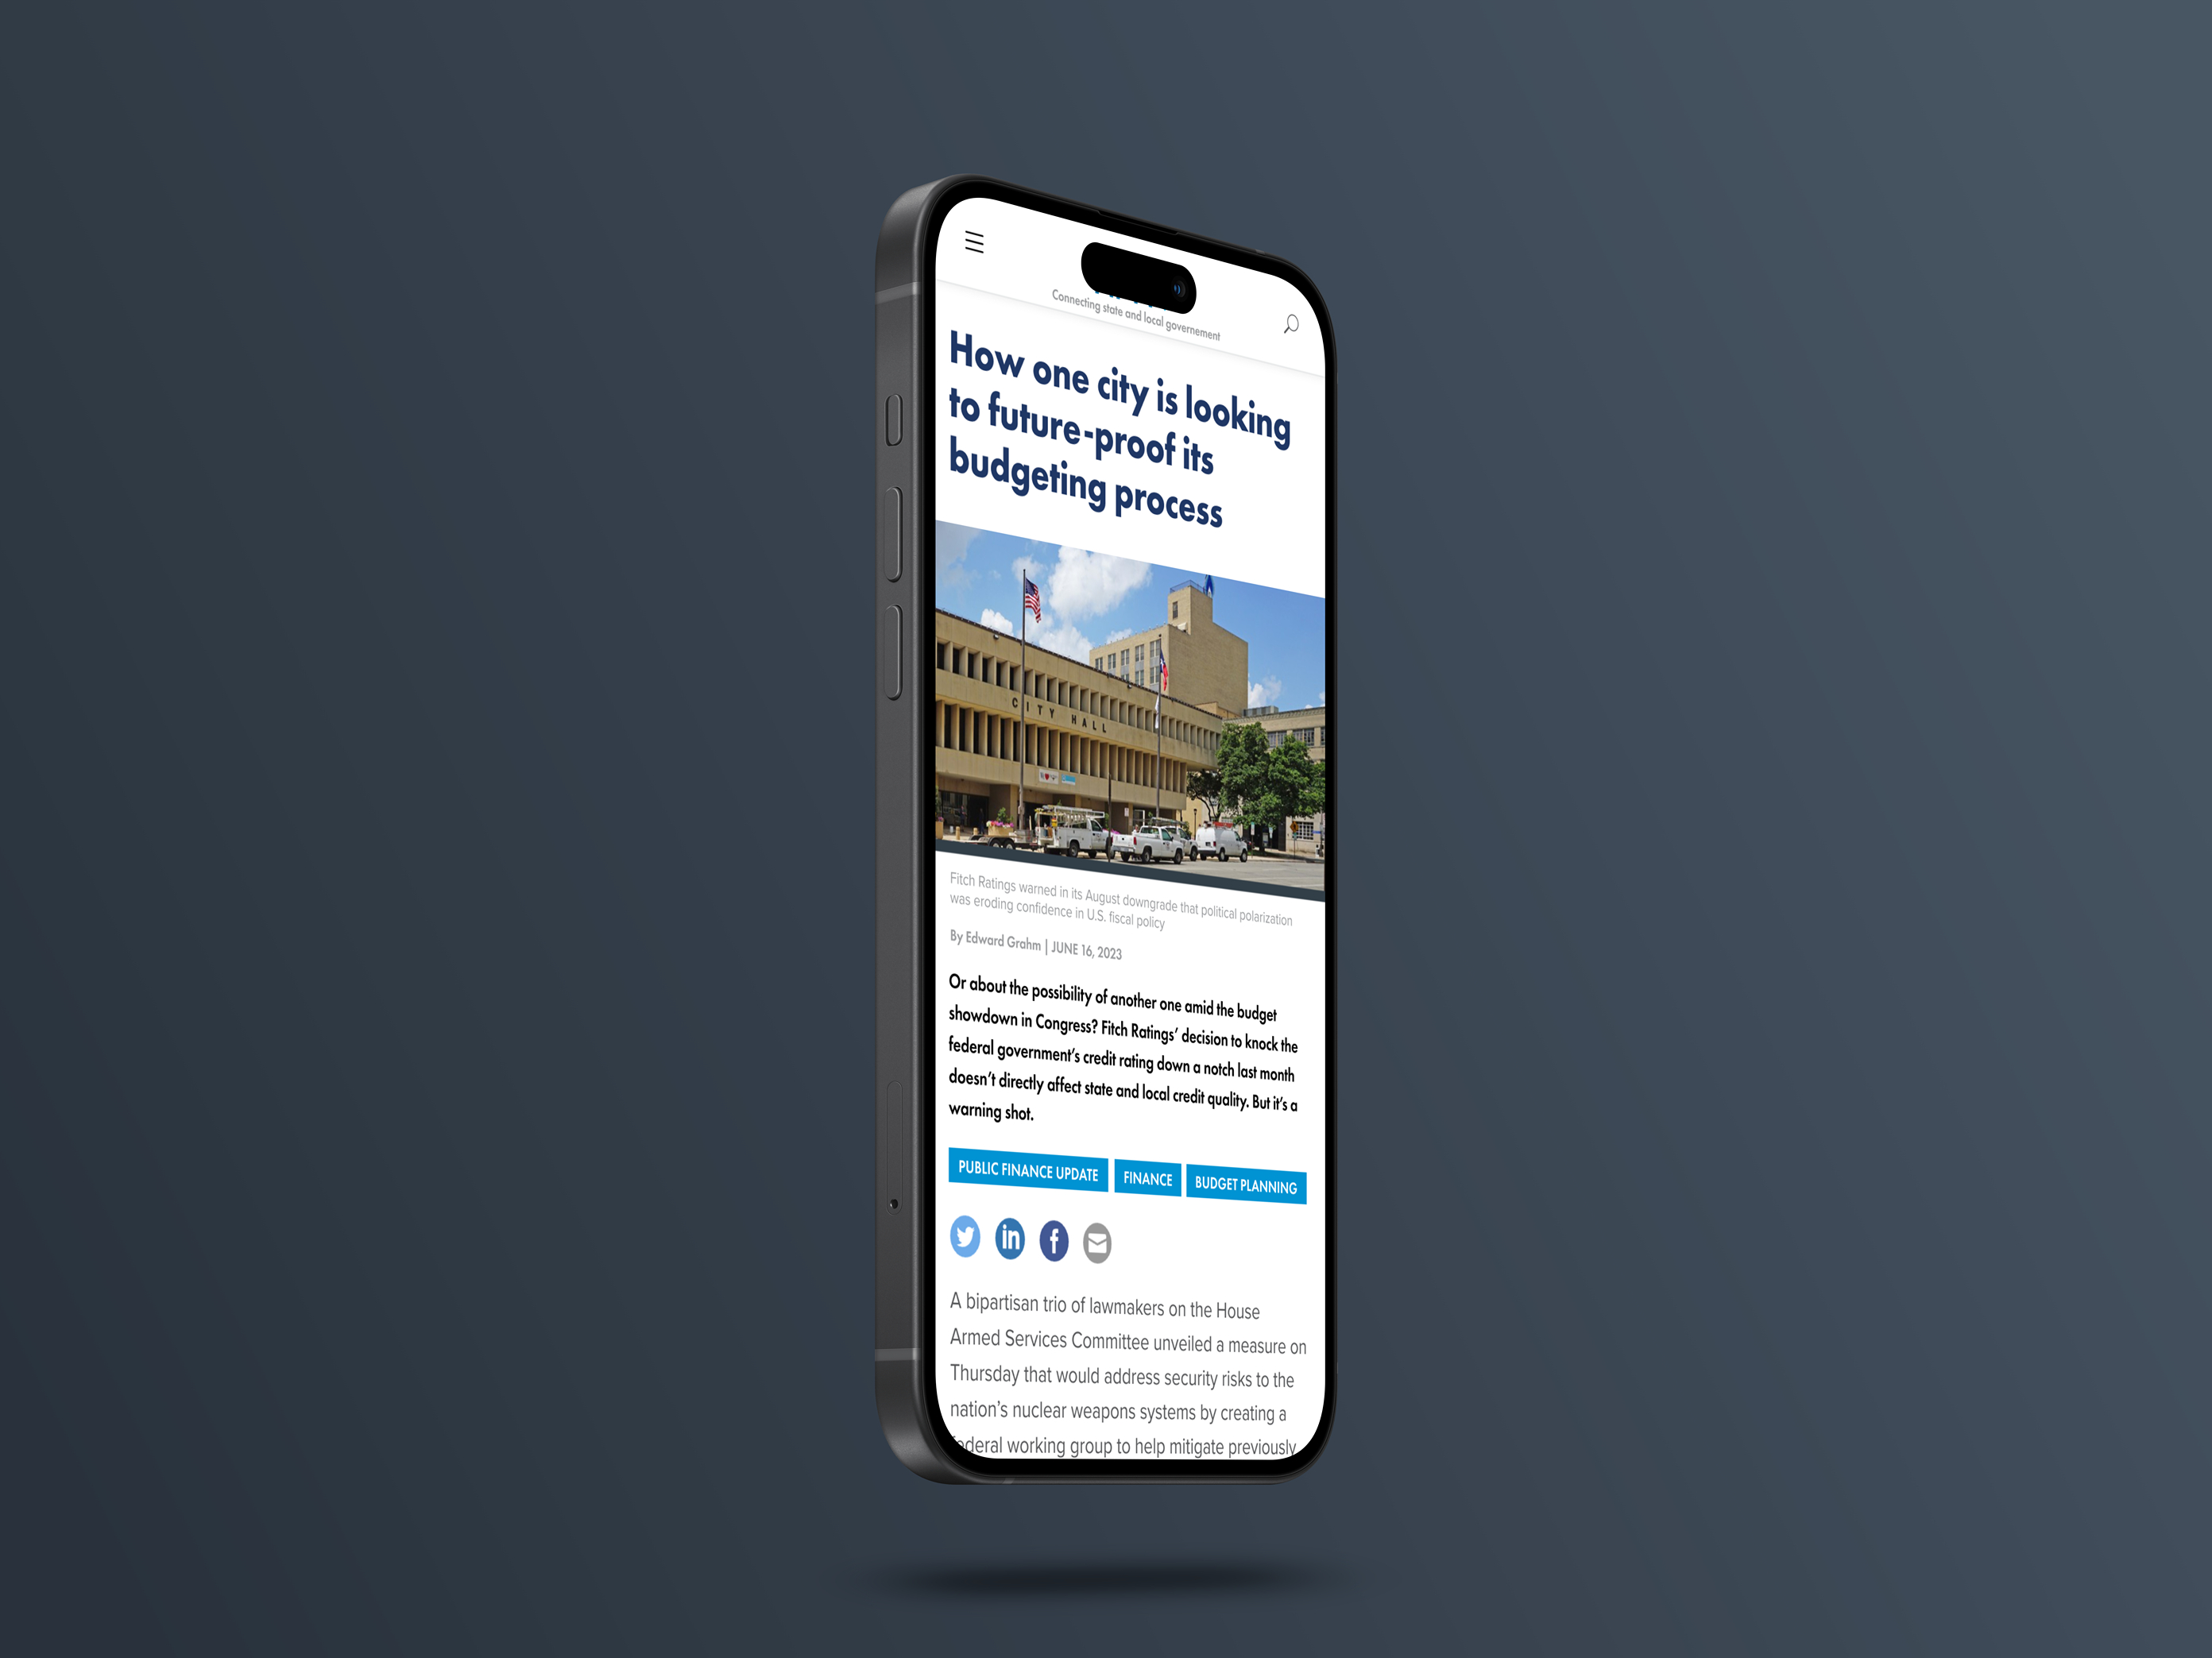 Connecting state and local governement
How one city is looking
to future-proof its
budgeting process
CITY HALL
Fitch Ratings warned in its August downgrade that political polarization
was eroding confidence in U.S. fiscal policy
By Edward Grahm | JUNE 16, 2023
Or about the possibility of another one amid the budget
showdown in Congress? Fitch Ratings’ decision to knock the
federal government’s credit rating down a notch last month
doesn’t directly affect state and local credit quality. But it’s a
warning shot.
PUBLIC FINANCE UPDATE FINANCE BUDGET PLANNING
in f
A bipartisan trio of lawmakers on the House
Armed Services Committee unveiled a measure on
Thursday that would address security risks to the
nation’s nuclear weapons systems by creating a
federal working group to help mitigate previously